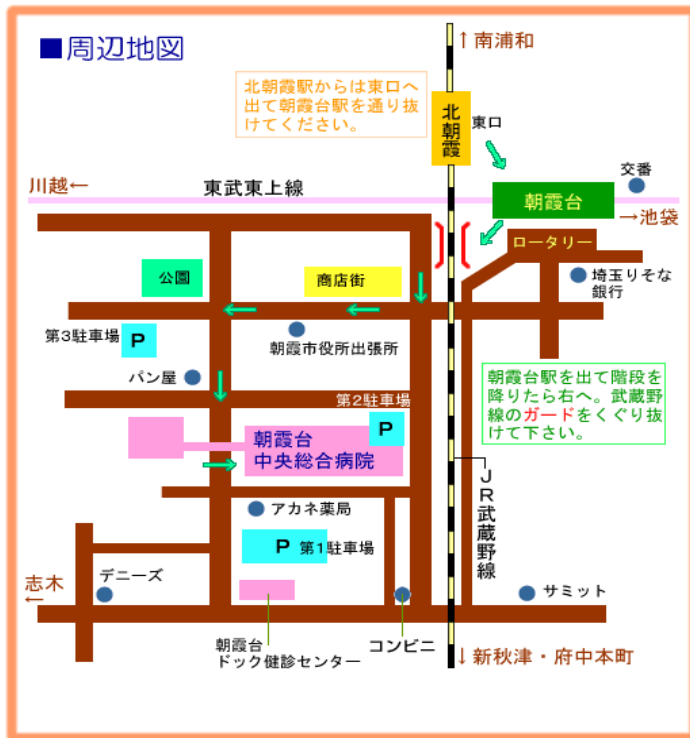 ■周辺地図
↑南浦和
北朝霞駅からは東口へ
出て朝霞台駅を通り抜
けてください。
北朝霞
東口
交番
川越←
東武東上線
朝霞台
→池袋
ロータリー
公園
商店街
埼玉りそな
銀行
第3駐車場
P
朝霞市役所出張所
パン屋
朝霞台駅を出て階段を
降りたら右へ。武蔵野
線のガードをくぐり抜
けて下さい。
第2駐車場
P
朝霞台
中央総合病院
JR武蔵野線
アカネ薬局
P 第1駐車場
志木
←
デニーズ
サミット
朝霞台
ドック健診センター
コンビニ
↓新秋津・府中本町